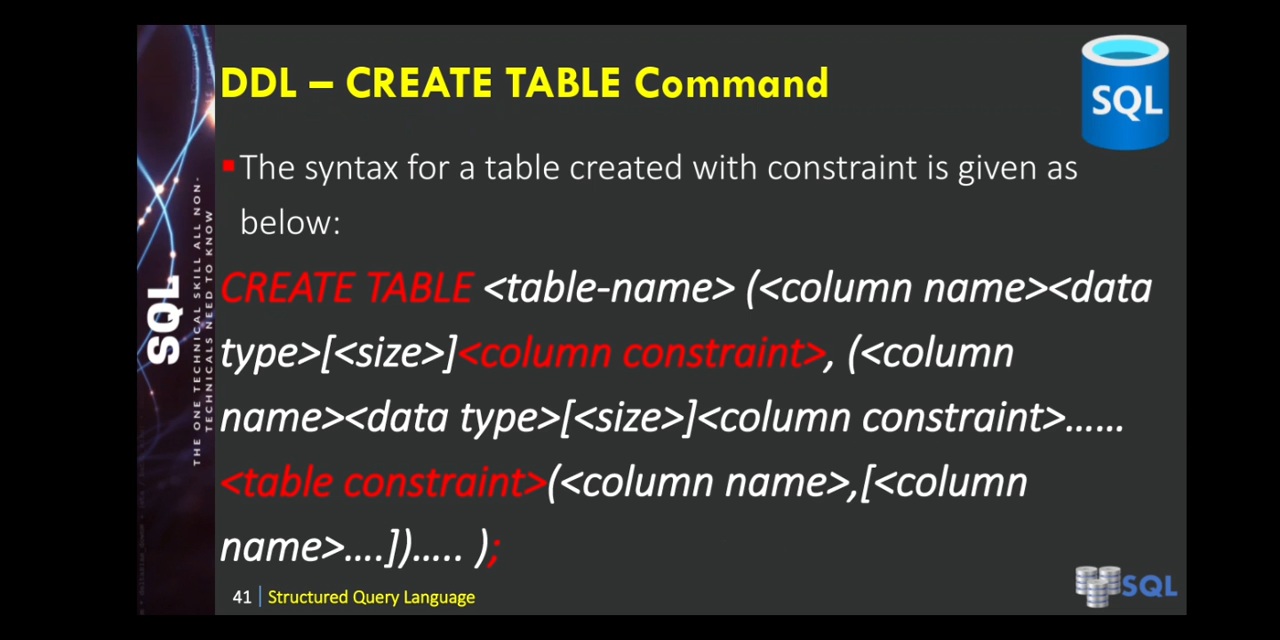 DDL – CREATE TABLE Command
SQL
▪The syntax for a table created with constraint is given as
below:
CREATE TABLE <table-name> (<column name><data
type>[<size>]<column constraint>, (<column
name><data type>[<size>]<column constraint>......
<table constraint>(<column name>,[<column
name>....])..... );
SQL
THE ONE TECHNICAL SKILL ALL NON-
TECHNICALS NEED TO KNOW
41 | Structured Query Language
SQL